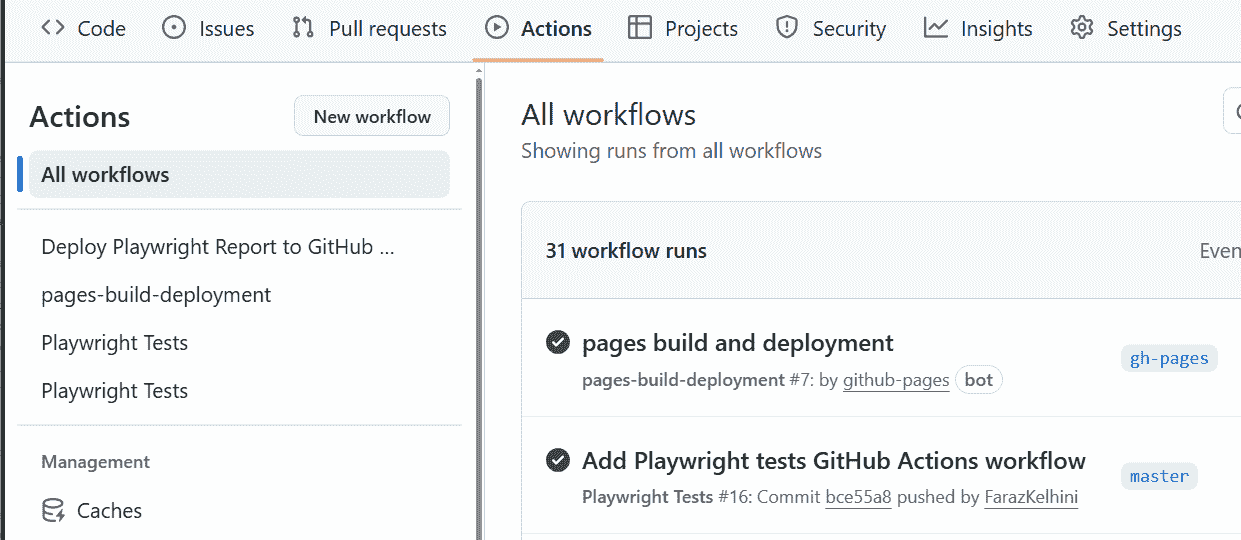 Code Issues Pull requests Actions Projects Security Insights Settings
Actions
New workflow
All workflows
Deploy Playwright Report to GitHub ...
pages-build-deployment
Playwright Tests
Playwright Tests
Management
Caches
All workflows
Showing runs from all workflows
31 workflow runs
Even
pages build and deployment
gh-pages
pages-build-deployment #7: by github-pages bot
Add Playwright tests GitHub Actions workflow
master
Playwright Tests #16: Commit bce55a8 pushed by FarazKelhini